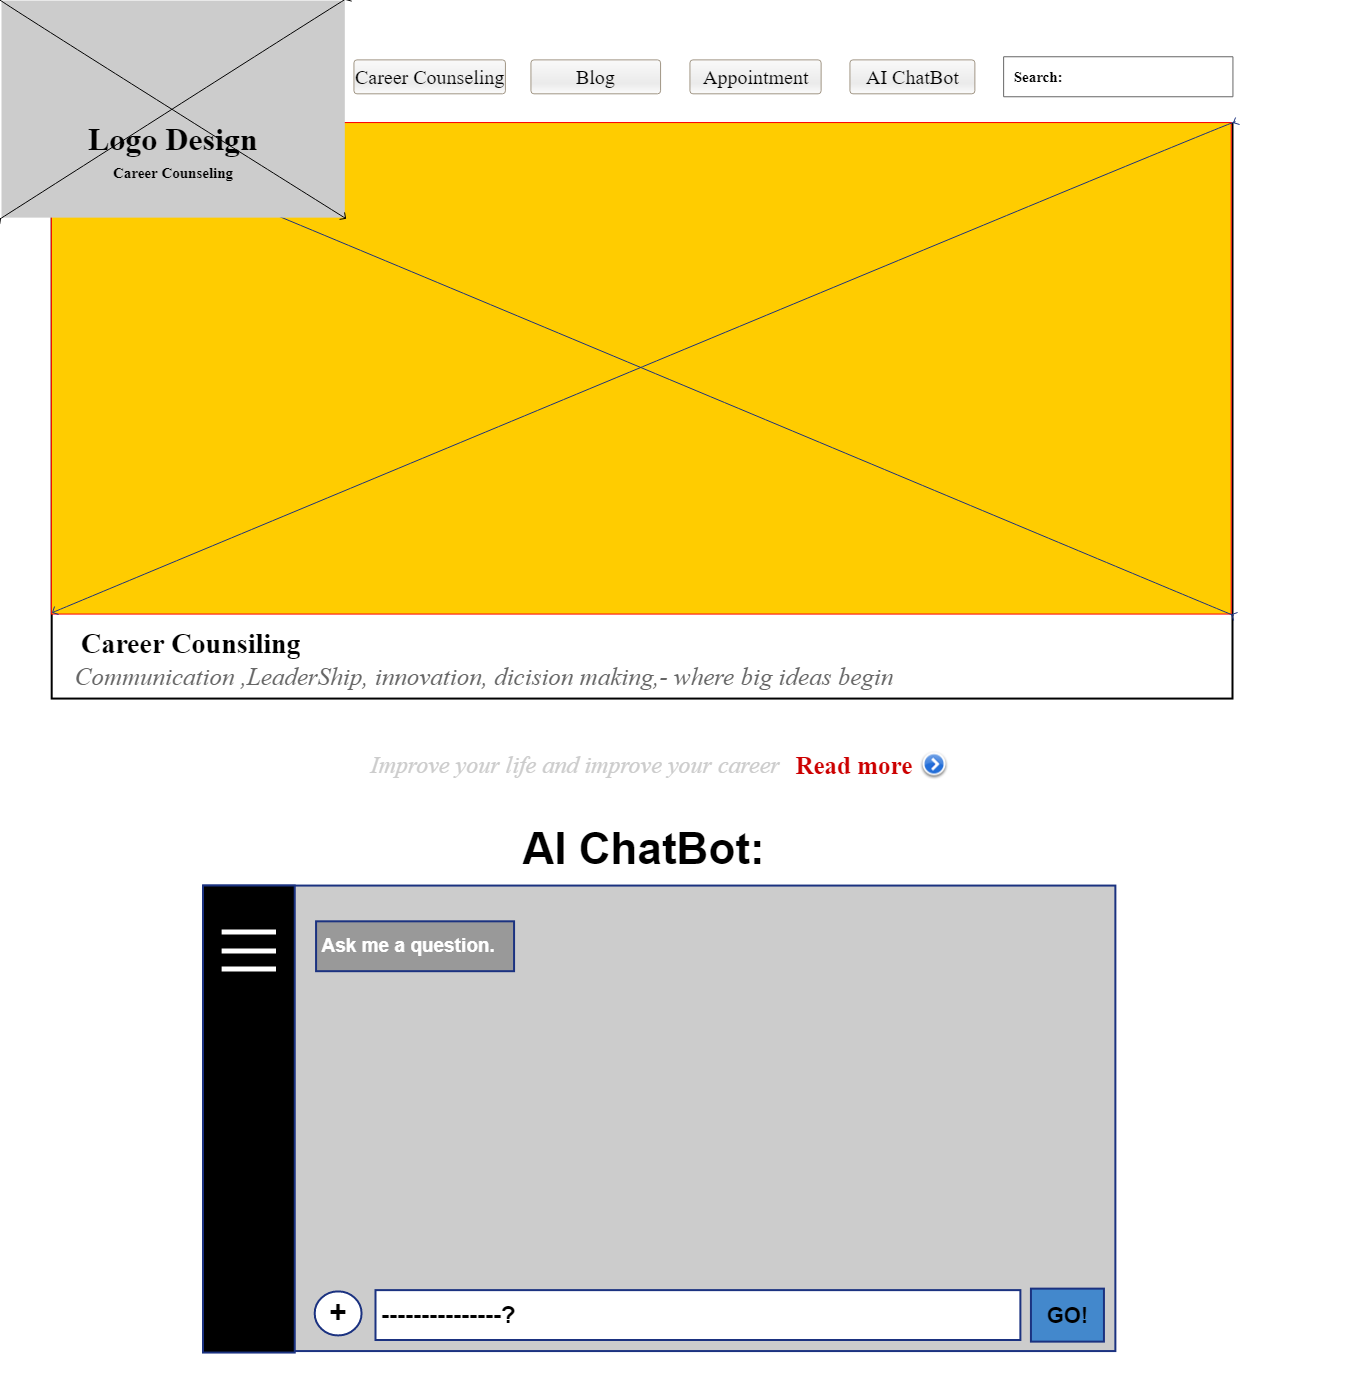 Career Counseling Blog Appointment AI ChatBot Search:
Logo Design
Career Counseling
Career Counsiling
Communication ,LeaderShip, innovation, dicision making,- where big ideas begin
Improve your life and improve your career Read more
AI ChatBot:
Ask me a question.
+ ---------------? GO!